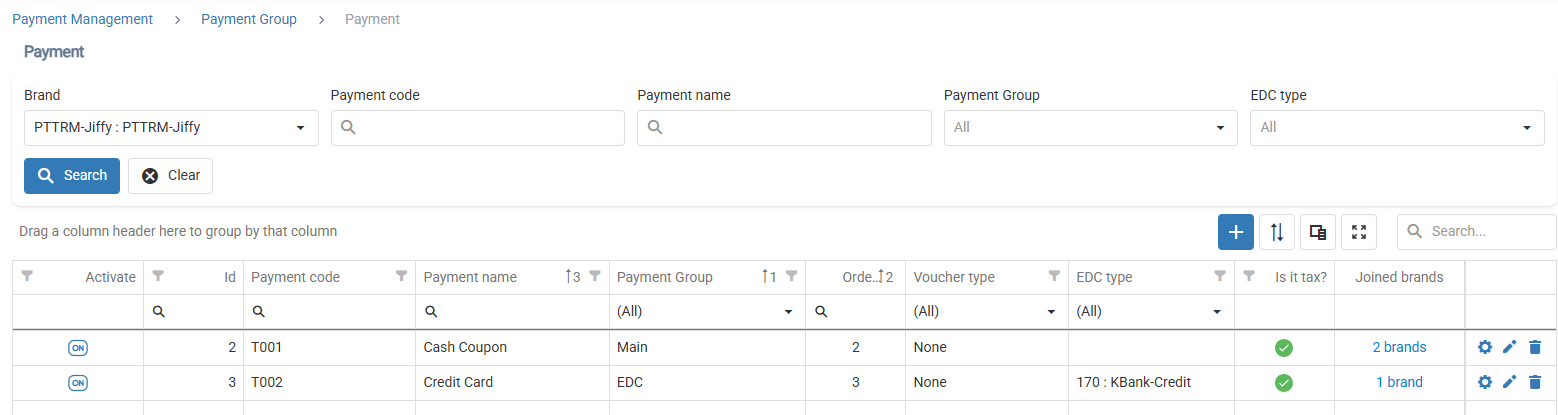 Payment Management > Payment Group > Payment
Payment
Brand Payment code Payment name Payment Group EDC type
PTTRM-Jiffy : PTTRM-Jiffy All All
Search Clear
Drag a column header here to group by that column Search...
Activate Id Payment code Payment name 3 Payment Group 1 Orde... 2 Voucher type EDC type Is it tax? Joined brands
(All) (All) (All)
ON 2 T001 Cash Coupon Main 2 None 2 brands
ON 3 T002 Credit Card EDC 3 None 170 : KBank-Credit 1 brand